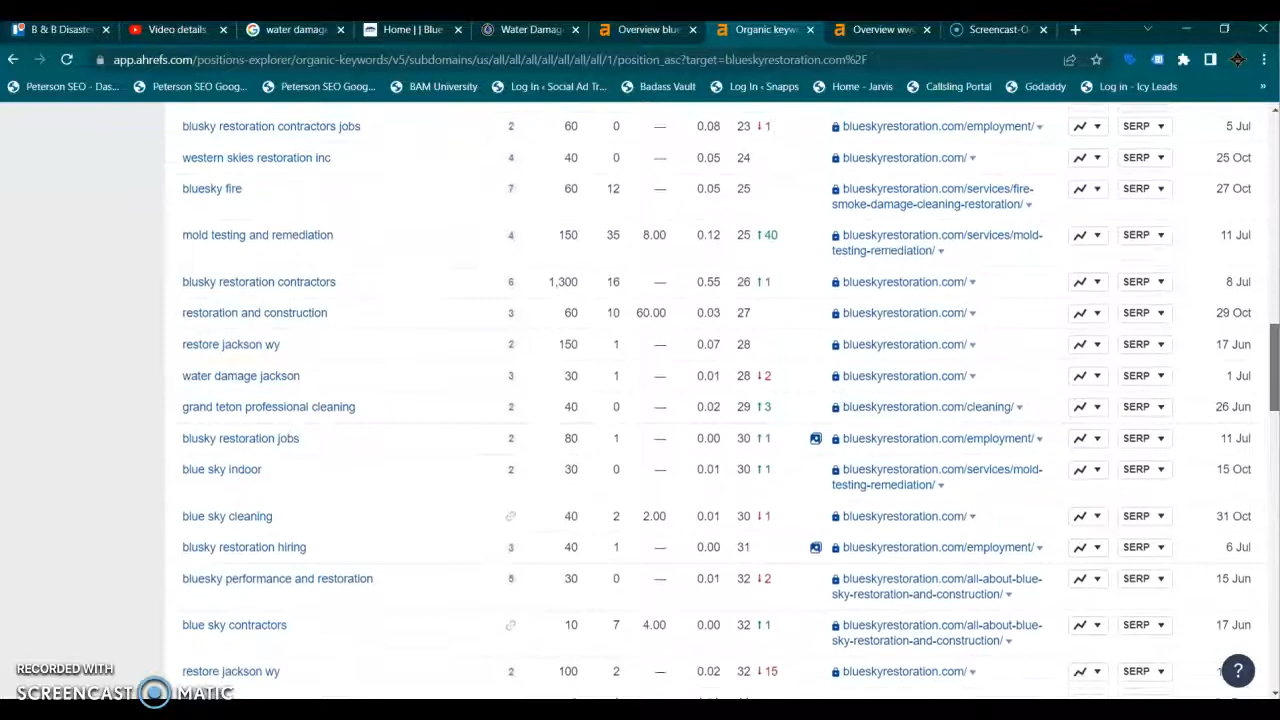 B & B Disaste
Video details
water damag
Home | | Blue
Water Damag
Overview blue
Organic keyw
Overview ww
Screencast-O-
app.ahrefs.com/positions-explorer/organic-keywords/v5/subdomains/us/all/all/all/all/all/all/all/1/position_asc?target=blueskyrestoration.com%2F
Peterson SEO - Das...
Peterson SEO Goog...
Peterson SEO Goog...
BAM University
Log In ‹ Social Ad Tr...
Badass Vault
Log In ‹ Snapps
Home - Jarvis
Callsling Portal
Godaddy
Log in - Icy Leads
»
blusky restoration contractors jobs 2 60 0 — 0.08 23 ↓1 blueskyrestoration.com/employment/ SERP 5 Jul
western skies restoration inc 4 40 0 — 0.05 24 blueskyrestoration.com/ SERP 25 Oct
bluesky fire 7 60 12 — 0.05 25 blueskyrestoration.com/services/fire- SERP 27 Oct
smoke-damage-cleaning-restoration/
mold testing and remediation 4 150 35 8.00 0.12 25 ↑40 blueskyrestoration.com/services/mold- SERP 11 Jul
testing-remediation/
blusky restoration contractors 6 1,300 16 — 0.55 26 ↑1 blueskyrestoration.com/ SERP 8 Jul
restoration and construction 3 60 10 60.00 0.03 27 blueskyrestoration.com/ SERP 29 Oct
restore jackson wy 2 150 1 — 0.07 28 blueskyrestoration.com/ SERP 17 Jun
water damage jackson 3 30 1 — 0.01 28 ↓2 blueskyrestoration.com/ SERP 1 Jul
grand teton professional cleaning 2 40 0 — 0.02 29 ↑3 blueskyrestoration.com/cleaning/ SERP 26 Jun
blusky restoration jobs 2 80 1 — 0.00 30 ↑1 blueskyrestoration.com/employment/ SERP 11 Jul
blue sky indoor 2 30 0 — 0.01 30 ↑1 blueskyrestoration.com/services/mold- SERP 15 Oct
testing-remediation/
blue sky cleaning 40 2 2.00 0.01 30 ↓1 blueskyrestoration.com/ SERP 31 Oct
blusky restoration hiring 3 40 1 — 0.00 31 blueskyrestoration.com/employment/ SERP 6 Jul
bluesky performance and restoration 30 0 — 0.01 32 ↓2 blueskyrestoration.com/all-about-blue- SERP 15 Jun
sky-restoration-and-construction/
blue sky contractors 10 7 4.00 0.00 32 ↑1 blueskyrestoration.com/all-about-blue- SERP 17 Jun
sky-restoration-and-construction/
restore jackson wy 2 100 2 — 0.02 32 ↓15 blueskyrestoration.com/ SERP
?
RECORDED WITH
SCREENCAST MATIC